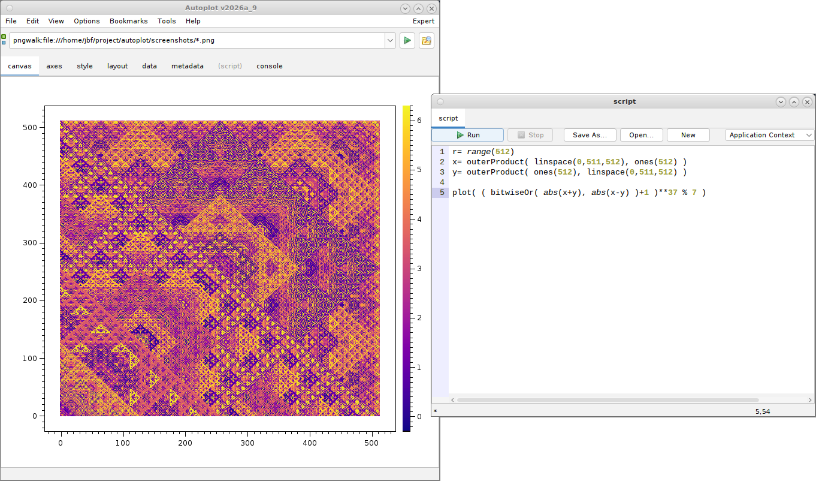 Autoplot v2026a_9
File Edit View Options Bookmarks Tools Help Expert
pngwalk:file:///home/jbf/project/autoplot/screenshots/*.png
canvas axes style layout data metadata (script) console
500
400
300
200
100
0
0 100 200 300 400 500
6
5
4
3
2
1
0
script
script
Run Stop Save As... Open... New Application Context
1 r= range(512)
2 x= outerProduct( linspace(0,511,512), ones(512) )
3 y= outerProduct( ones(512), linspace(0,511,512) )
4
5 plot( ( bitwiseOr( abs(x+y), abs(x-y) )+1 )**37 % 7 )
* 5,54